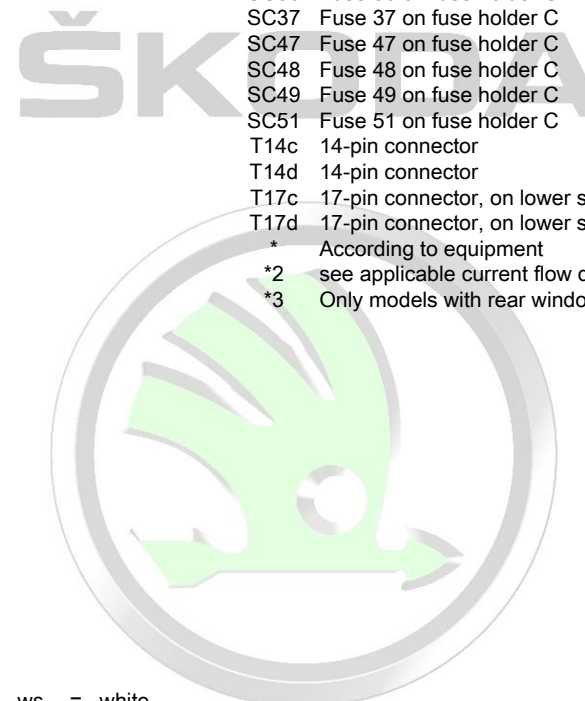 ŠKODA
SC37 Fuse 37 on fuse holder C
SC47 Fuse 47 on fuse holder C
SC48 Fuse 48 on fuse holder C
SC49 Fuse 49 on fuse holder C
SC51 Fuse 51 on fuse holder C
T14c 14-pin connector
T14d 14-pin connector
T17c 17-pin connector, on lower
T17d 17-pin connector, on lower
* According to equipment
*2 see applicable current flow
*3 Only models with rear
ws = white